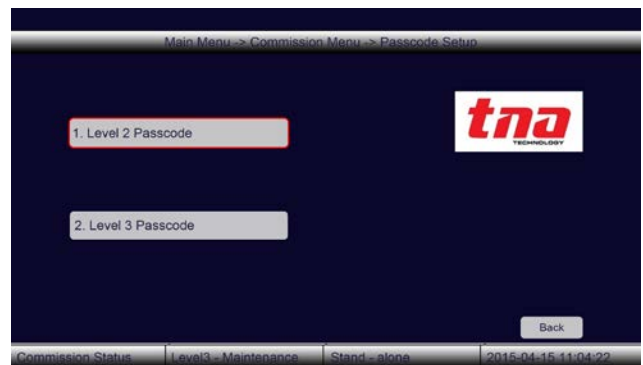 Main Menu -> Commission Menu -> Passcode Setup
1. Level 2 Passcode
tna
TECHNOLOGY
2. Level 3 Passcode
Back
Commission Status Level3 - Maintenance Stand - alone 2015-04-15 11:04:22